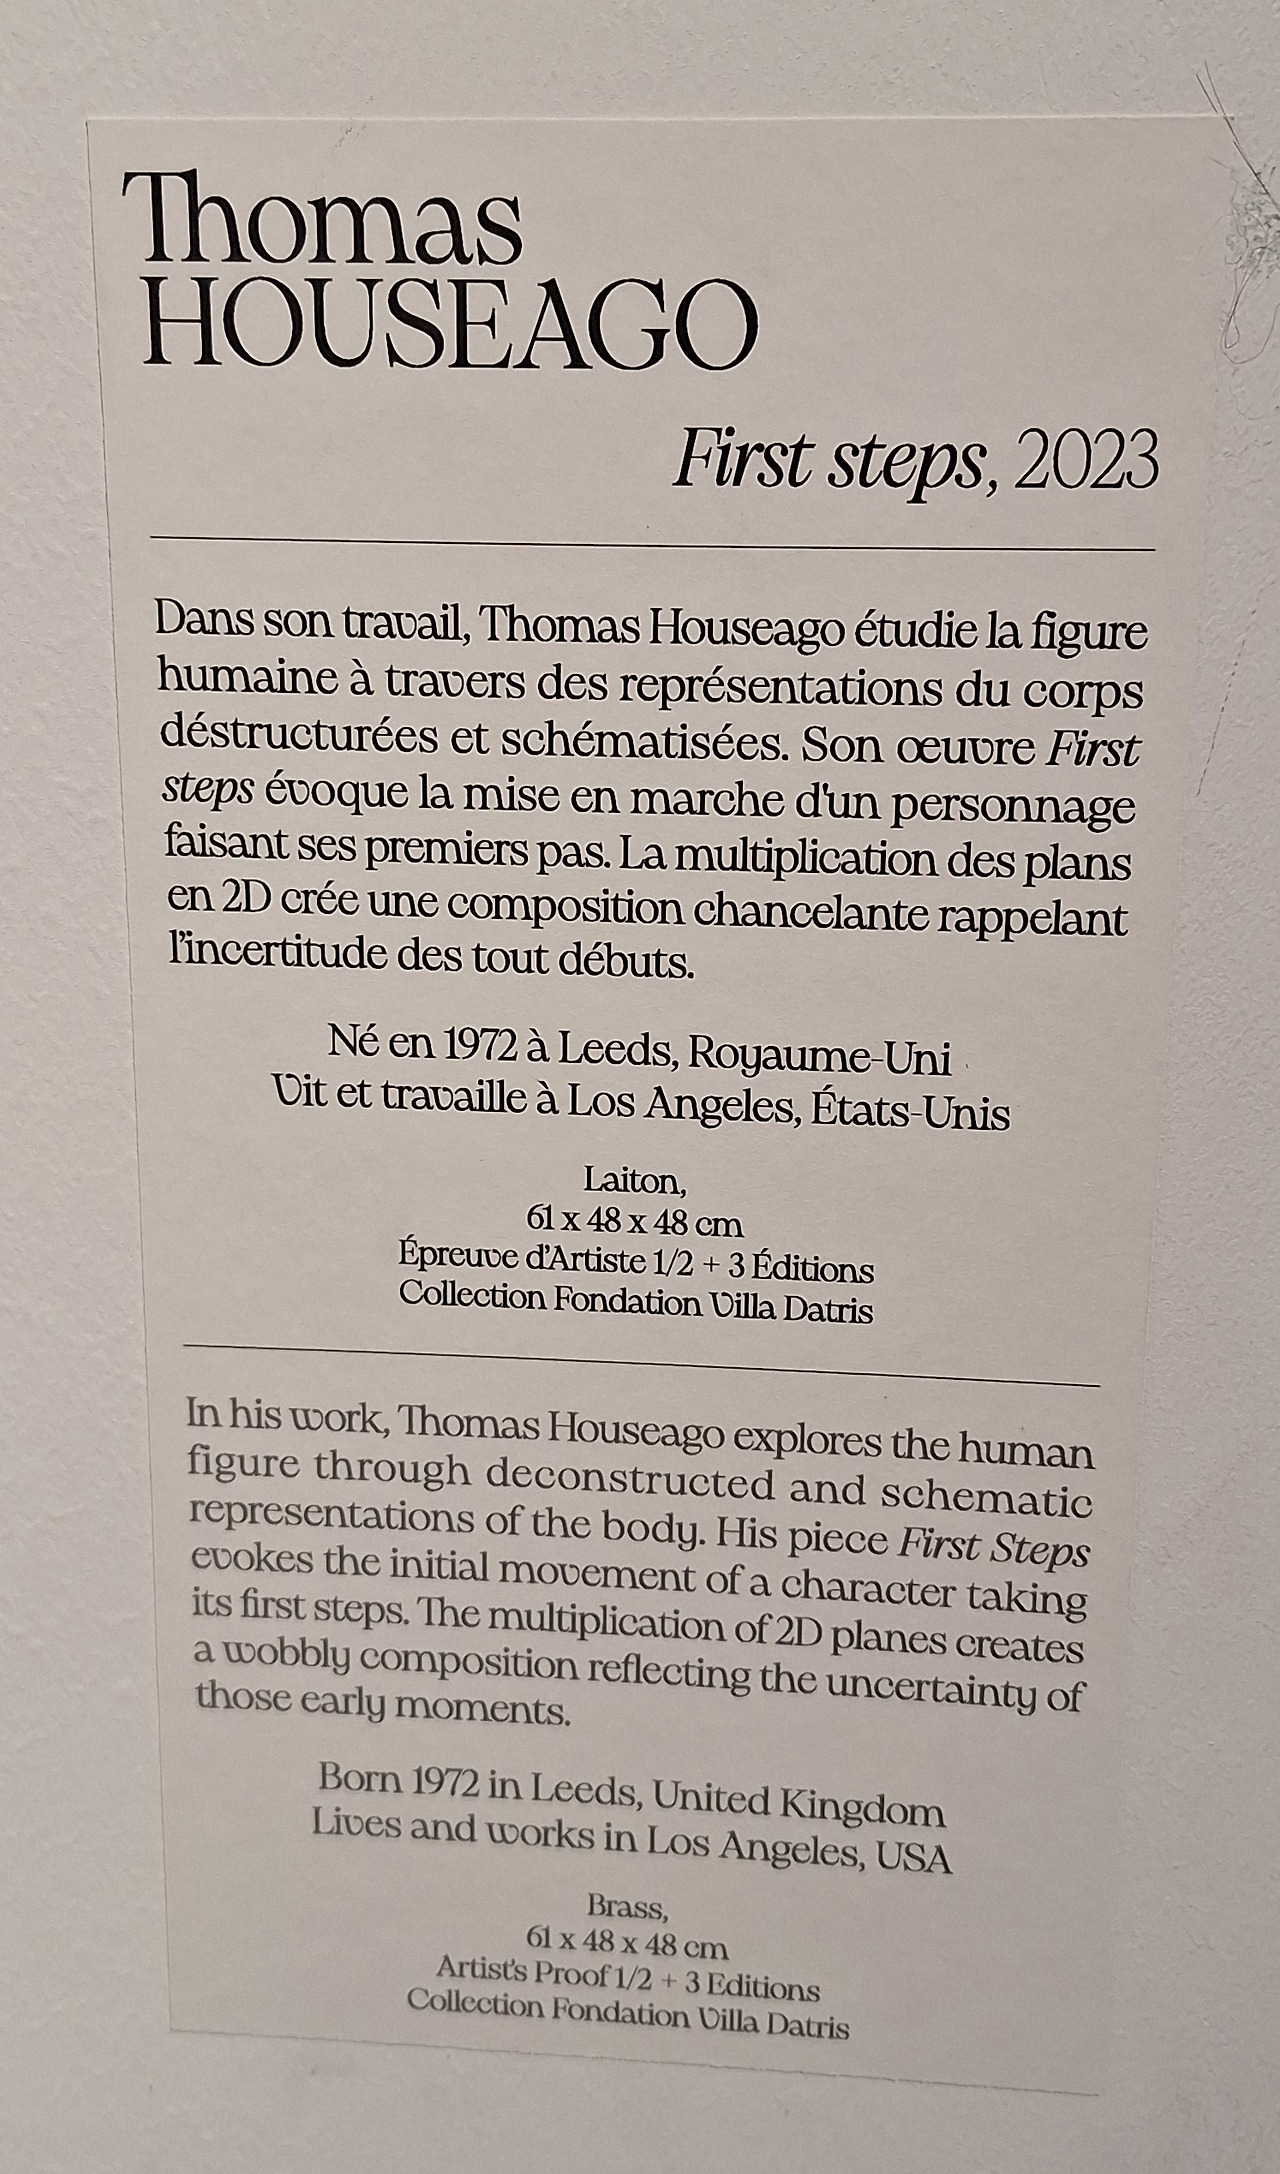 Thomas
HOUSEAGO
First steps, 2023
Dans son travail, Thomas Houseago étudie la figure
humaine à travers des représentations du corps
déstructurées et schématisées. Son œuvre First
steps évoque la mise en marche d'un personnage
faisant ses premiers pas. La multiplication des plans
en 2D crée une composition chancelante rappelant
l’incertitude des tout débuts.
Né en 1972 à Leeds, Royaume-Uni
Vit et travaille à Los Angeles, États-Unis
Laiton,
61 x 48 x 48 cm
Épreuve d’Artiste 1/2 + 3 Éditions
Collection Fondation Villa Datris
In his work, Thomas Houseago explores the human
figure through deconstructed and schematic
representations of the body. His piece First Steps
evokes the initial movement of a character taking
its first steps. The multiplication of 2D planes creates
a wobbly composition reflecting the uncertainty of
those early moments.
Born 1972 in Leeds, United Kingdom
Lives and works in Los Angeles, USA
Brass,
61 x 48 x 48 cm
Artist's Proof 1/2 + 3 Editions
Collection Fondation Villa Datris